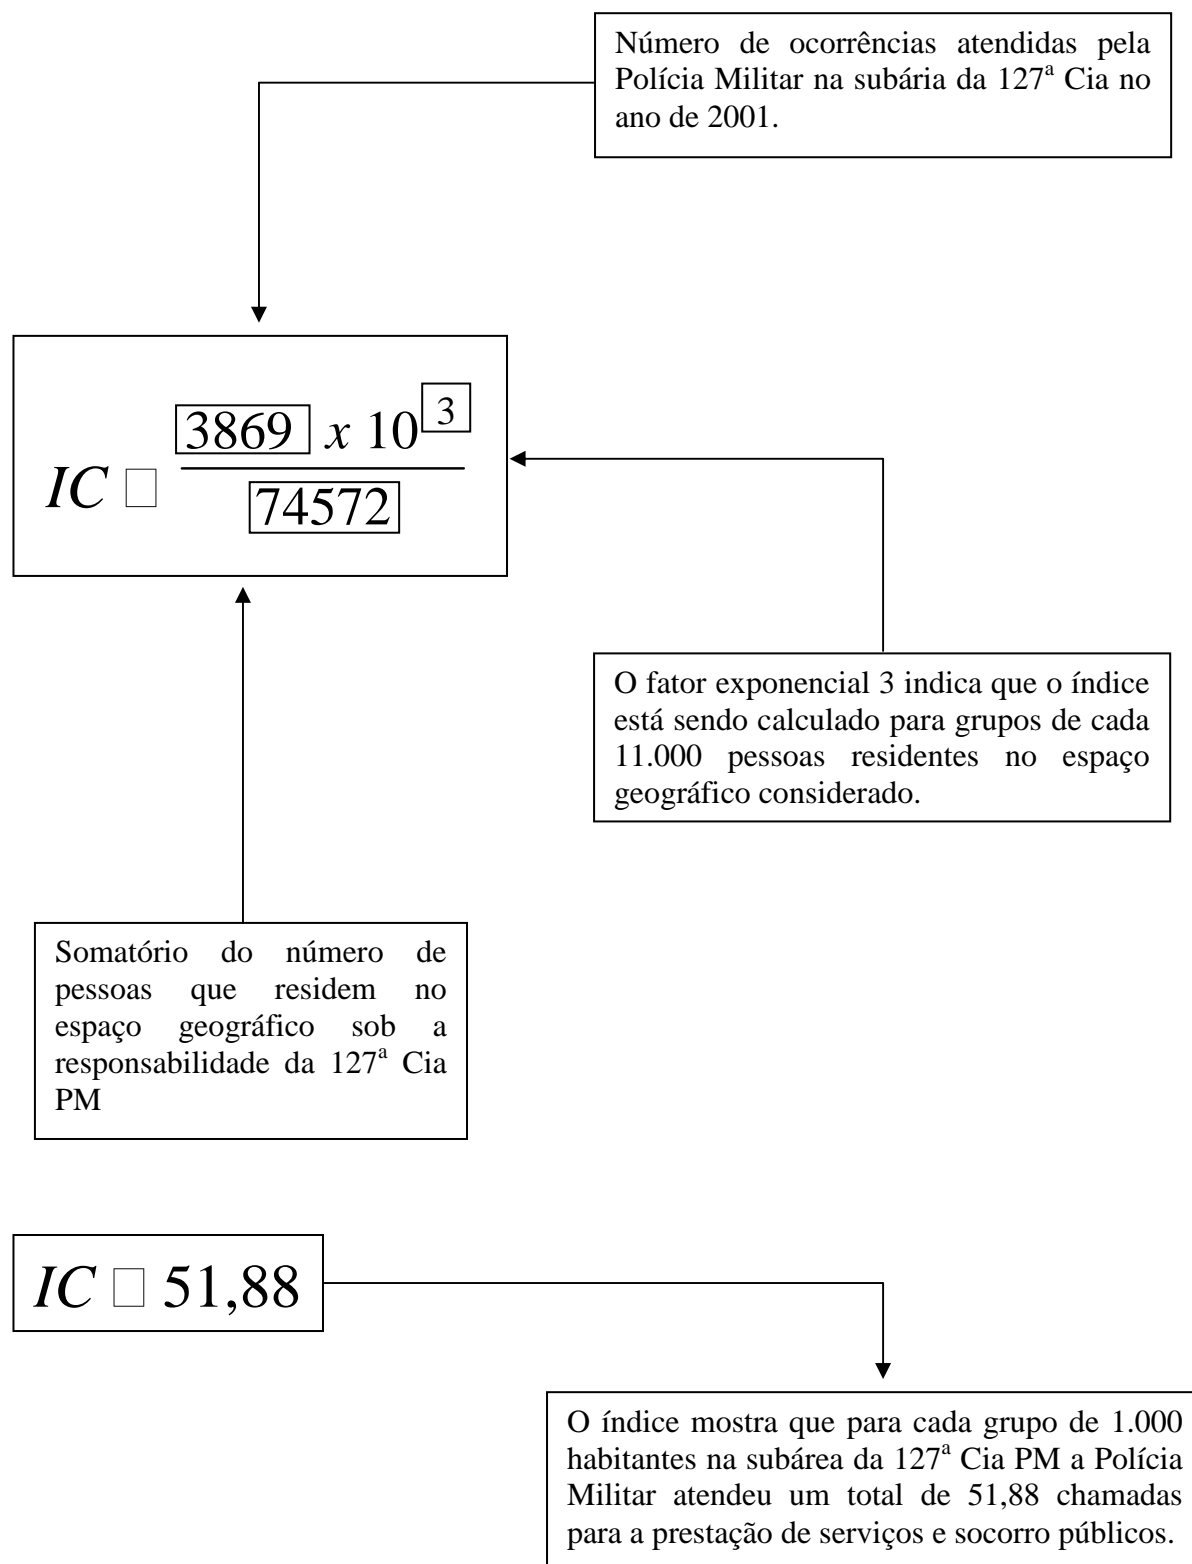 Número de ocorrências atendidas pela
Polícia Militar na subária da 127ª Cia no
ano de 2001.
3869 x 10³
IC □
74572
O fator exponencial 3 indica que o índice
está sendo calculado para grupos de cada
11.000 pessoas residentes no espaço
geográfico considerado.
Somatório do número de
pessoas que residem no
espaço geográfico sob a
responsabilidade da 127ª Cia
PM
IC □ 51,88
O índice mostra que para cada grupo de 1.000
habitantes na subárea da 127ª Cia PM a Polícia
Militar atendeu um total de 51,88 chamadas
para a prestação de serviços e socorro públicos.